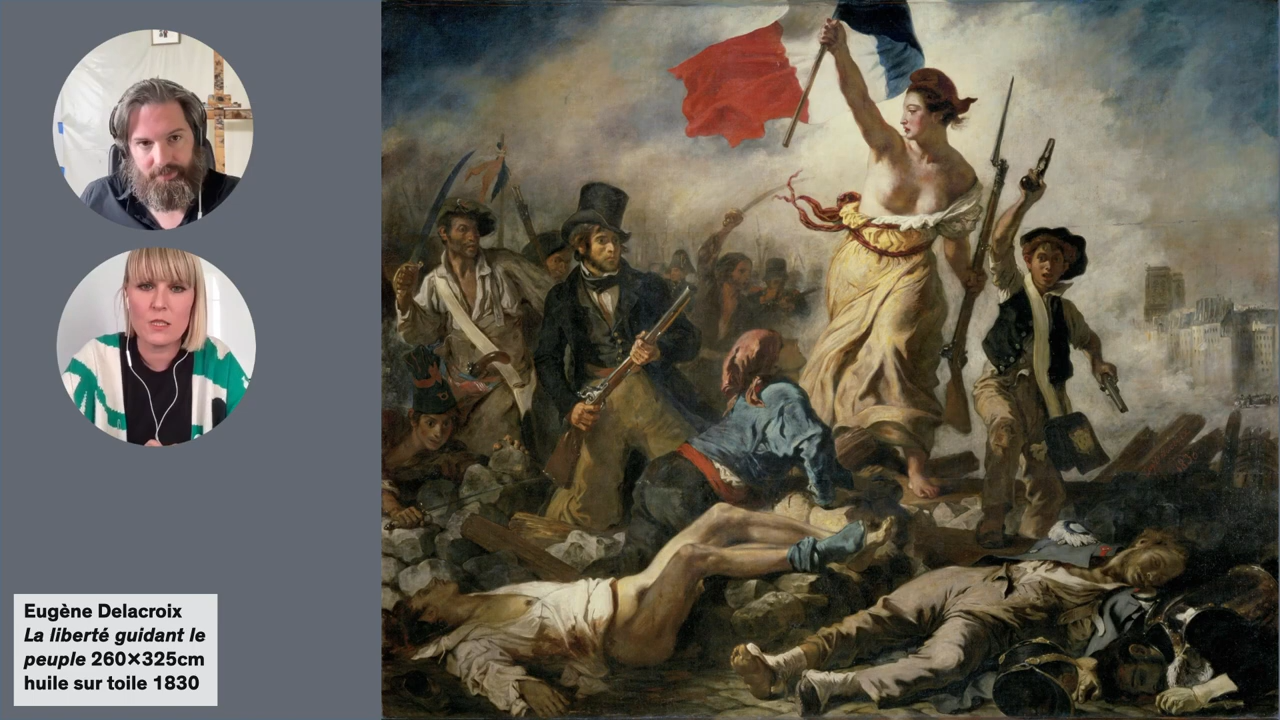 Eugène Delacroix
La liberté guidant le
peuple 260×325cm
huile sur toile 1830